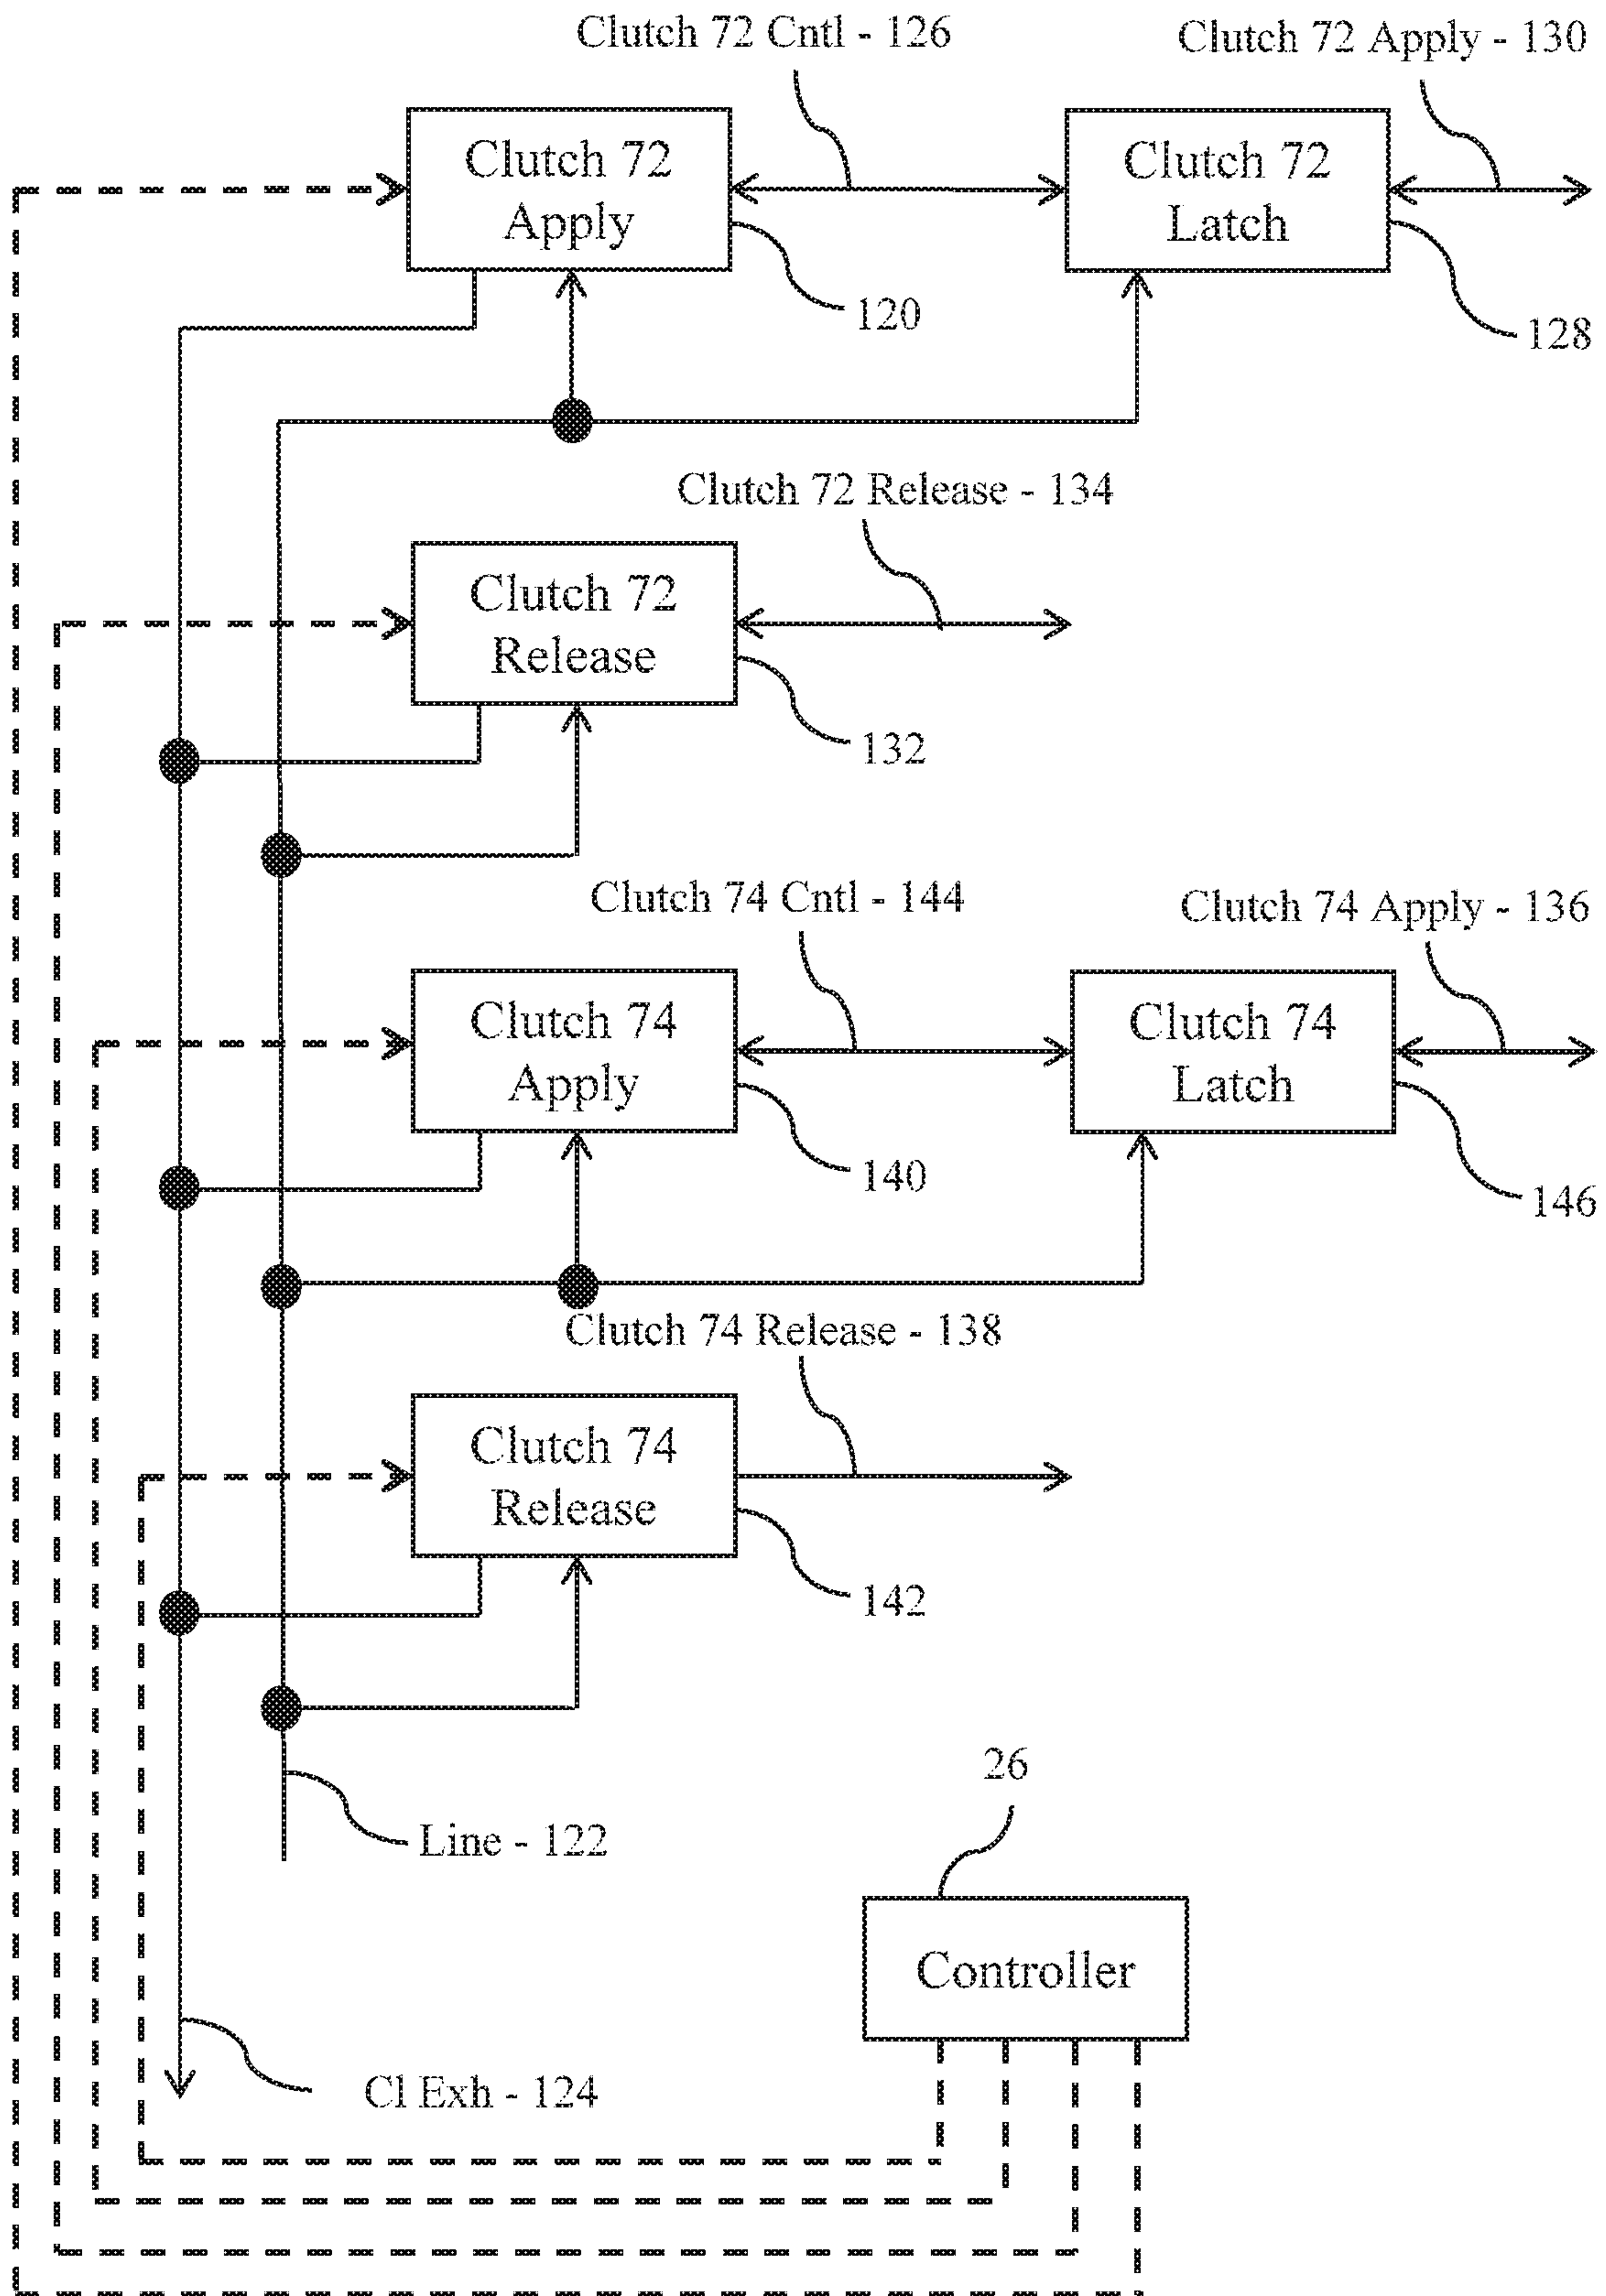 Clutch 72 Cntl - 126
Clutch 72 Apply - 130
Clutch 72
Apply
Clutch 72
Latch
120
128
Clutch 72 Release - 134
Clutch 72
Release
132
Clutch 74 Cntl - 144
Clutch 74 Apply - 136
Clutch 74
Apply
Clutch 74
Latch
140
146
Clutch 74 Release - 138
Clutch 74
Release
142
26
Line - 122
Controller
Cl Exh - 124